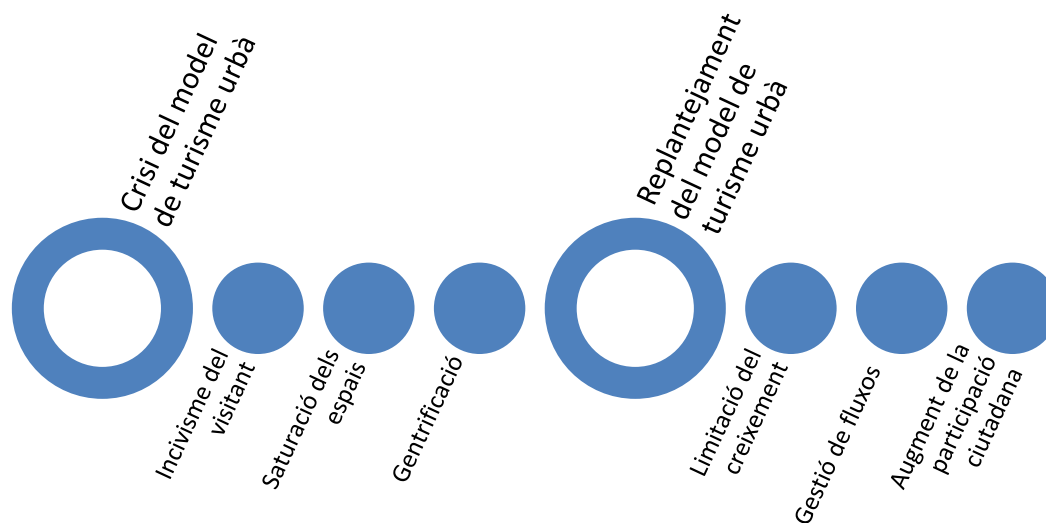 Crisi del model
de turisme urbà
Incivisme del
visitant
Saturació dels
espais
Gentrificació
Replantejament
del model de
turisme urbà
Limitació del
creixement
Gestió de fluxos
Augment de la
participació
ciutadana